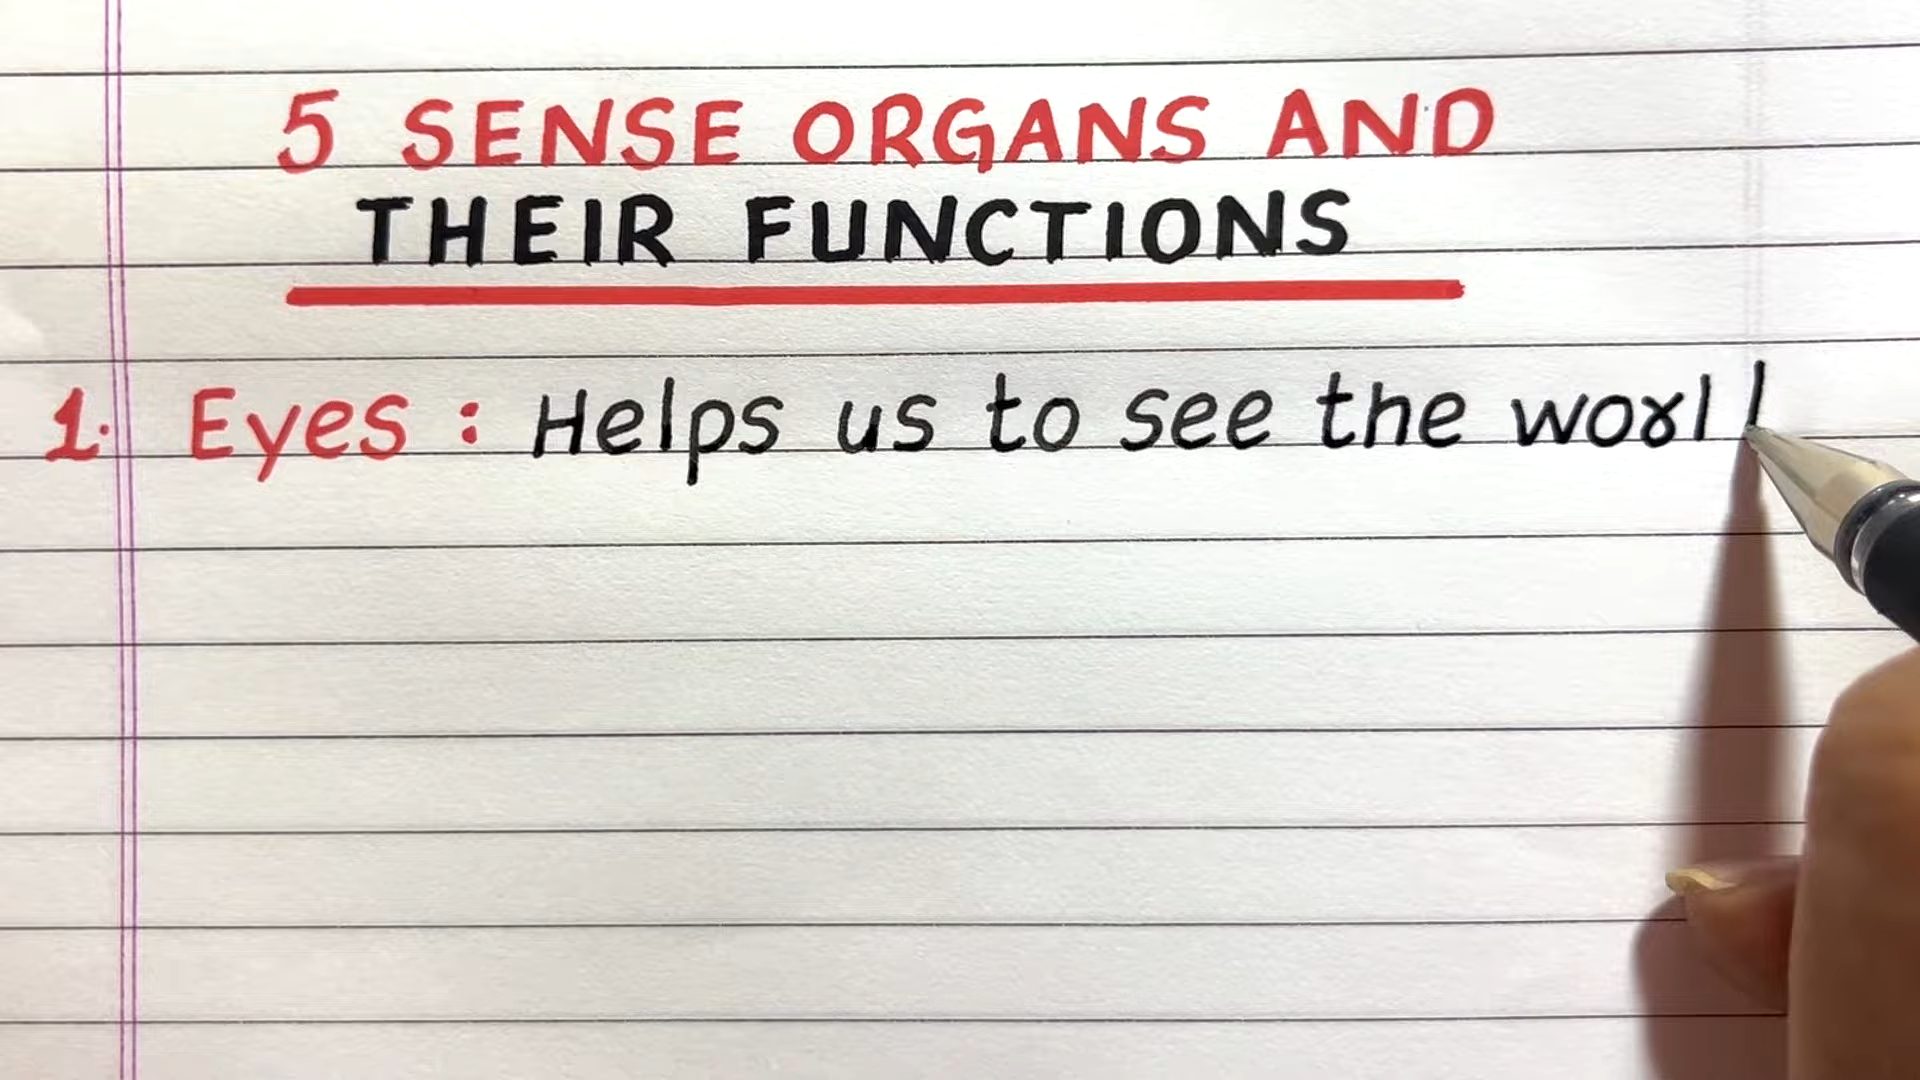 5 SENSE ORGANS AND
THEIR FUNCTIONS
1. Eyes : Helps us to see the worl